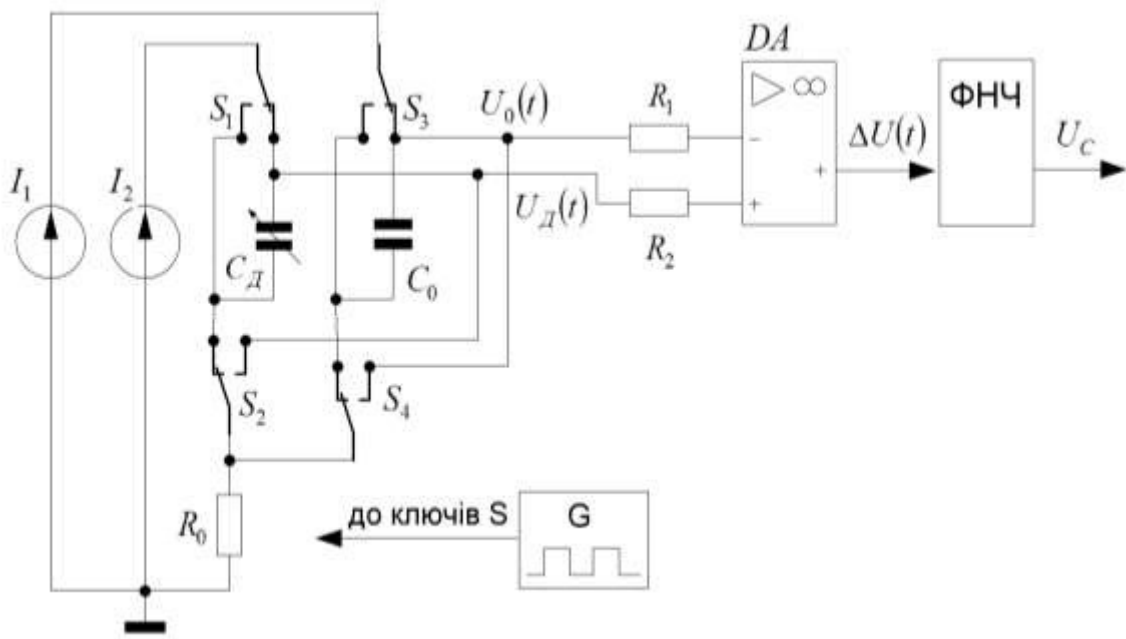 DA
S₁
S₃
U₀(t)
R₁
∞
ФНЧ
ΔU(t)
U_C
I₁
I₂
−
+
+
U_Д(t)
R₂
C_Д
C₀
S₂
S₄
R₀
до ключів S
G